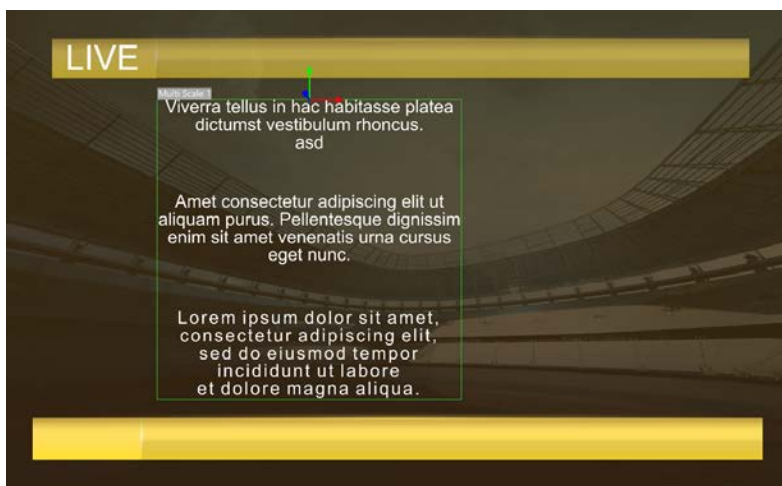 LIVE
Multi Scale 1
Viverra tellus in hac habitasse platea
dictumst vestibulum rhoncus.
asd
Amet consectetur adipiscing elit ut
aliquam purus. Pellentesque dignissim
enim sit amet venenatis urna cursus
eget nunc.
Lorem ipsum dolor sit amet,
consectetur adipiscing elit,
sed do eiusmod tempor
incididunt ut labore
et dolore magna aliqua.